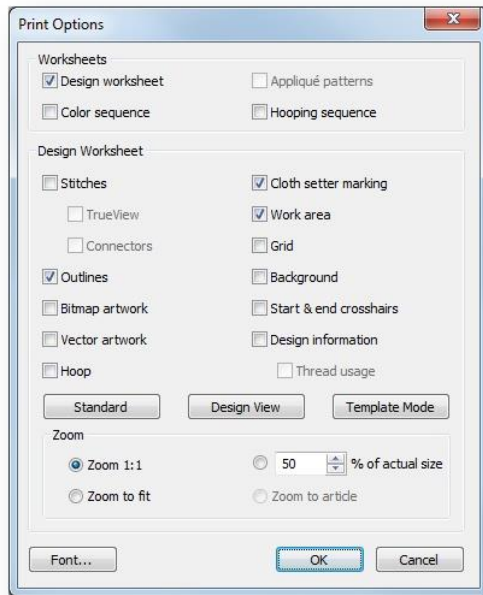 Print Options
Worksheets
Design worksheet
Appliqué patterns
Color sequence
Hooping sequence
Design Worksheet
Stitches
Cloth setter marking
TrueView
Work area
Connectors
Grid
Outlines
Background
Bitmap artwork
Start & end crosshairs
Vector artwork
Design information
Hoop
Thread usage
Standard
Design View
Template Mode
Zoom
Zoom 1:1
50 % of actual size
Zoom to fit
Zoom to article
Font...
OK
Cancel